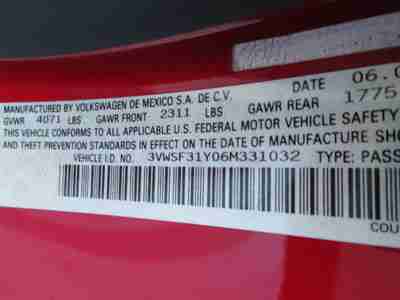 DATE 06.0
MANUFACTURED BY VOLKSWAGEN DE MEXICO S.A. DE C.V.
GVWR 4071 LBS GAWR FRONT 2311 LBS GAWR REAR 1775
THIS VEHICLE CONFORMS TO ALL APPLICABLE U.S. FEDERAL MOTOR VEHICLE SAFETY
AND THEFT PREVENTION STANDARDS IN EFFECT ON THE DATE OF MANUFACTURE SHO
VEHICLE I.D. NO. 3VWSF31Y06M331032 TYPE: PASS
COU